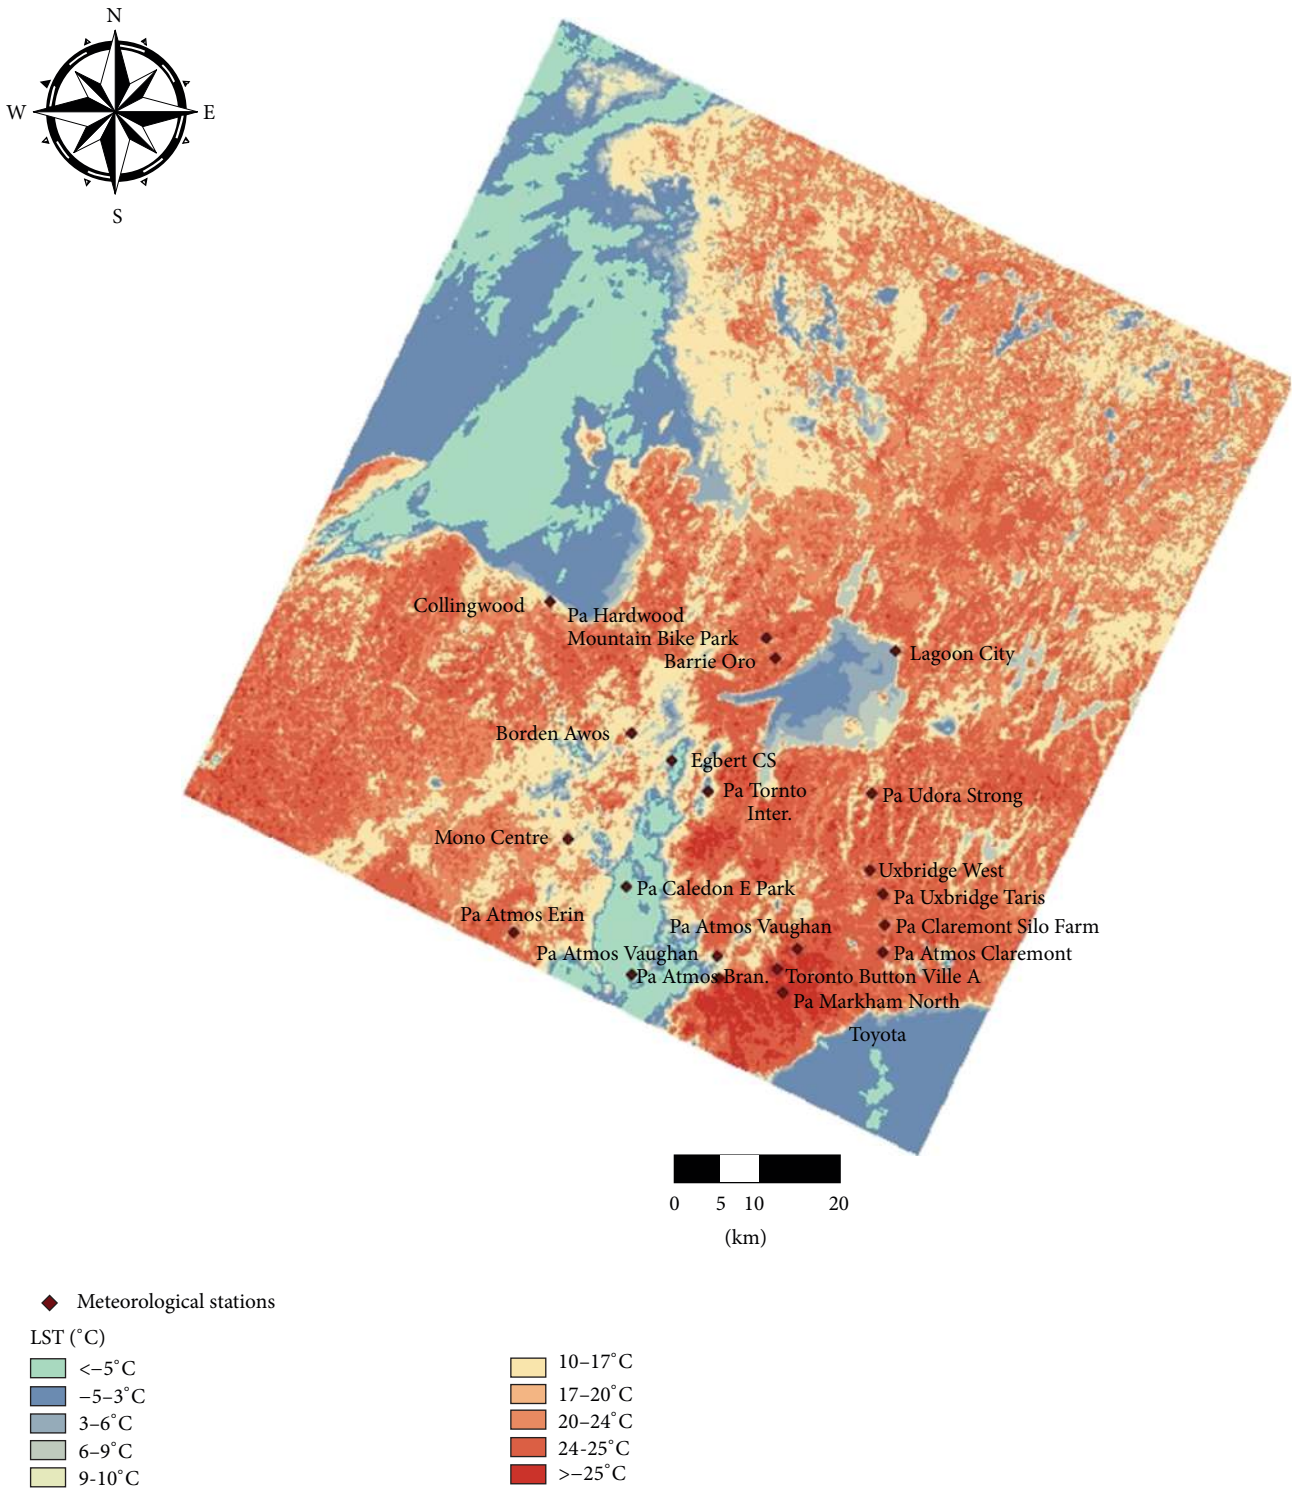 N
W
E
S
Collingwood
Pa Hardwood
Mountain Bike Park
Barrie Oro
Lagoon City
Borden Awos
Egbert CS
Pa Tornto
Inter.
Pa Udora Strong
Mono Centre
Uxbridge West
Pa Caledon E Park
Pa Uxbridge Taris
Pa Atmos Erin
Pa Atmos Vaughan
Pa Claremont Silo Farm
Pa Atmos Vaughan
Pa Atmos Claremont
Pa Atmos Bran.
Toronto Button Ville A
Pa Markham North
Toyota
0 5 10 20
(km)
Meteorological stations
LST (°C)
<−5°C
−5–3°C
3–6°C
6–9°C
9-10°C
10–17°C
17–20°C
20–24°C
24-25°C
>−25°C